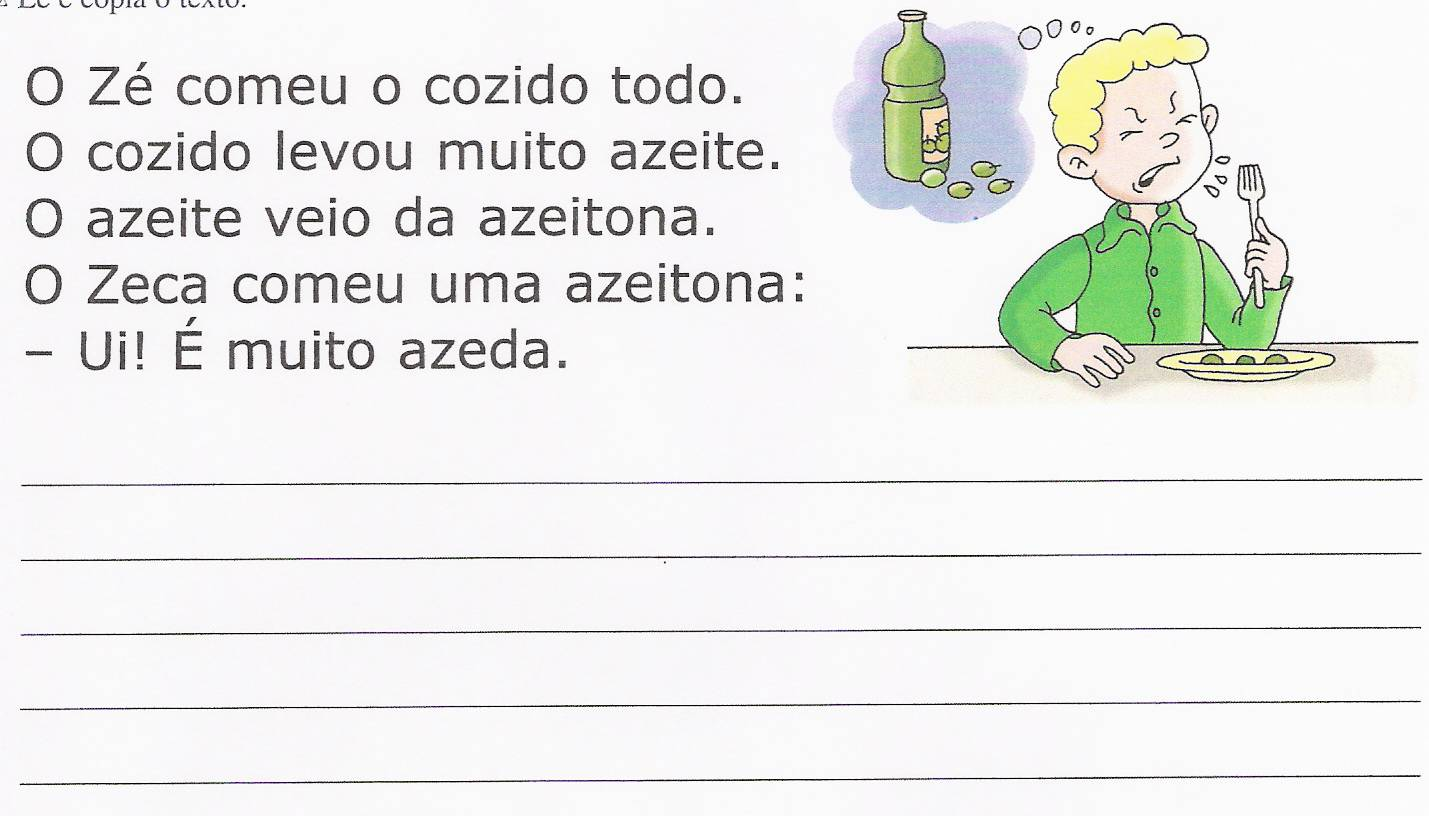 Lê e copia o texto.
O Zé comeu o cozido todo.
O cozido levou muito azeite.
O azeite veio da azeitona.
O Zeca comeu uma azeitona:
– Ui! É muito azeda.